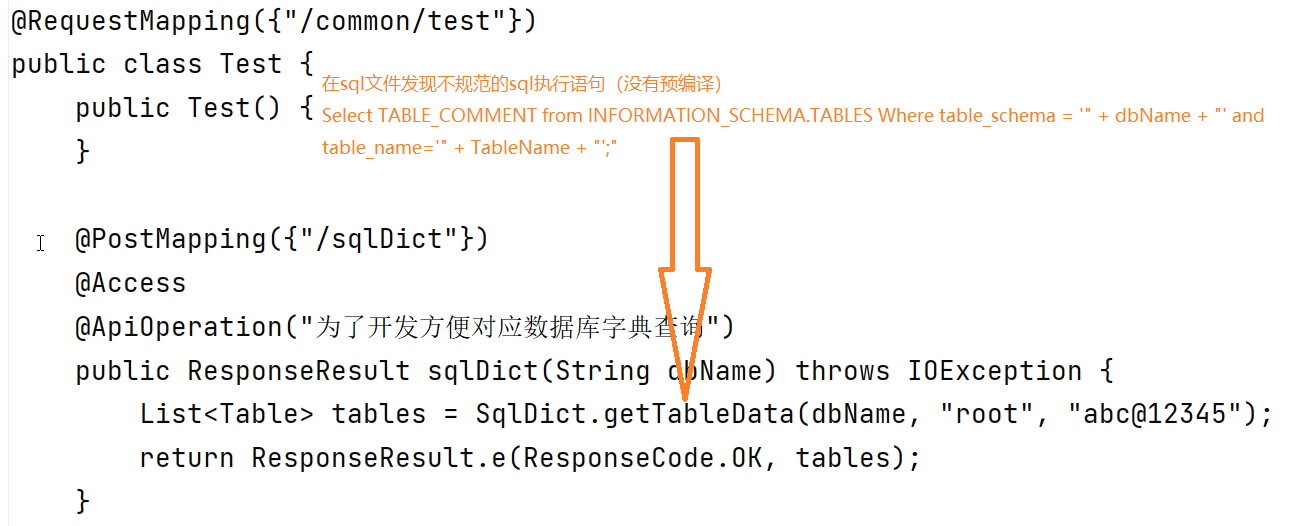 @RequestMapping({"/common/test"})
public class Test {
在sql文件发现不规范的sql执行语句（没有预编译）
public Test() {
Select TABLE_COMMENT from INFORMATION_SCHEMA.TABLES Where table_schema = '" + dbName + "' and
table_name='" + TableName + "';"
}
@PostMapping({"/sqlDict"})
@Access
@ApiOperation("为了开发方便对应数据库字典查询")
public ResponseResult sqlDict(String dbName) throws IOException {
List<Table> tables = SqlDict.getTableData(dbName, "root", "abc@12345");
return ResponseResult.e(ResponseCode.OK, tables);
}